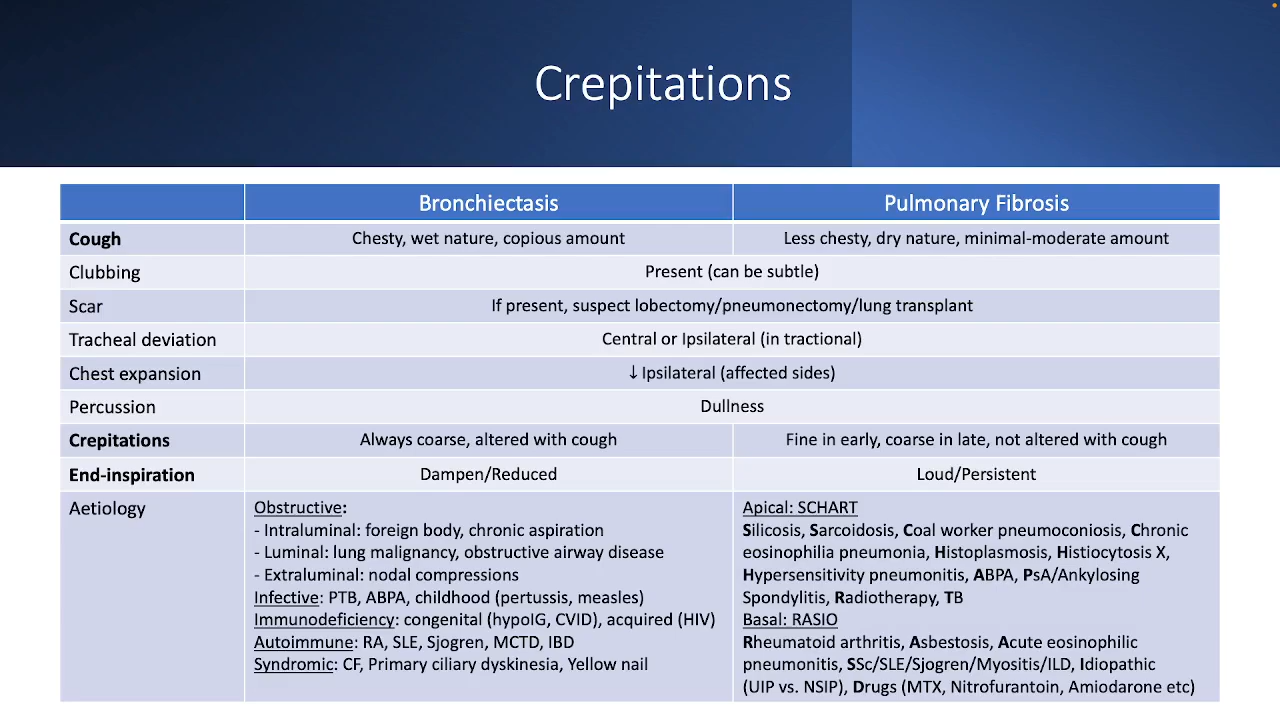 Crepitations
Bronchiectasis
Pulmonary Fibrosis
Cough
Chesty, wet nature, copious amount
Less chesty, dry nature, minimal-moderate amount
Clubbing
Present (can be subtle)
Scar
If present, suspect lobectomy/pneumonectomy/lung transplant
Tracheal deviation
Central or Ipsilateral (in tractional)
Chest expansion
↓ Ipsilateral (affected sides)
Percussion
Dullness
Crepitations
Always coarse, altered with cough
Fine in early, coarse in late, not altered with cough
End-inspiration
Dampen/Reduced
Loud/Persistent
Aetiology
Obstructive:
- Intraluminal: foreign body, chronic aspiration
- Luminal: lung malignancy, obstructive airway disease
- Extraluminal: nodal compressions
Infective: PTB, ABPA, childhood (pertussis, measles)
Immunodeficiency: congenital (hypoIG, CVID), acquired (HIV)
Autoimmune: RA, SLE, Sjogren, MCTD, IBD
Syndromic: CF, Primary ciliary dyskinesia, Yellow nail
Apical: SCHART
Silicosis, Sarcoidosis, Coal worker pneumoconiosis, Chronic
eosinophilia pneumonia, Histoplasmosis, Histiocytosis X,
Hypersensitivity pneumonitis, ABPA, PsA/Ankylosing
Spondylitis, Radiotherapy, TB
Basal: RASIO
Rheumatoid arthritis, Asbestosis, Acute eosinophilic
pneumonitis, SSc/SLE/Sjogren/Myositis/ILD, Idiopathic
(UIP vs. NSIP), Drugs (MTX, Nitrofurantoin, Amiodarone etc)